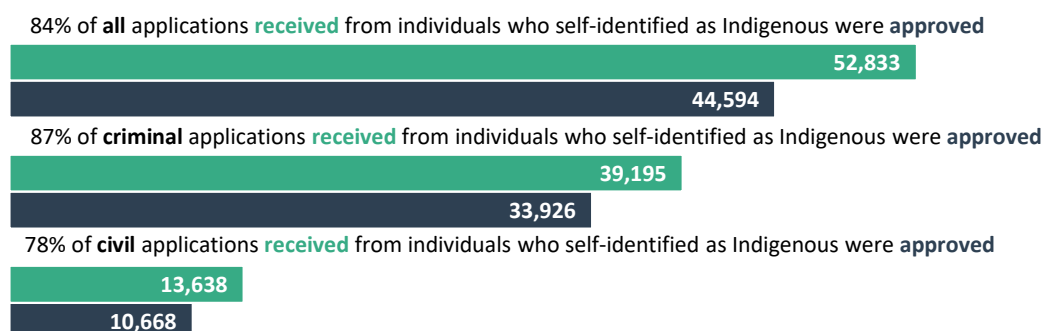 84% of all applications received from individuals who self-identified as Indigenous were approved
52,833
44,594
87% of criminal applications received from individuals who self-identified as Indigenous were approved
39,195
33,926
78% of civil applications received from individuals who self-identified as Indigenous were approved
13,638
10,668